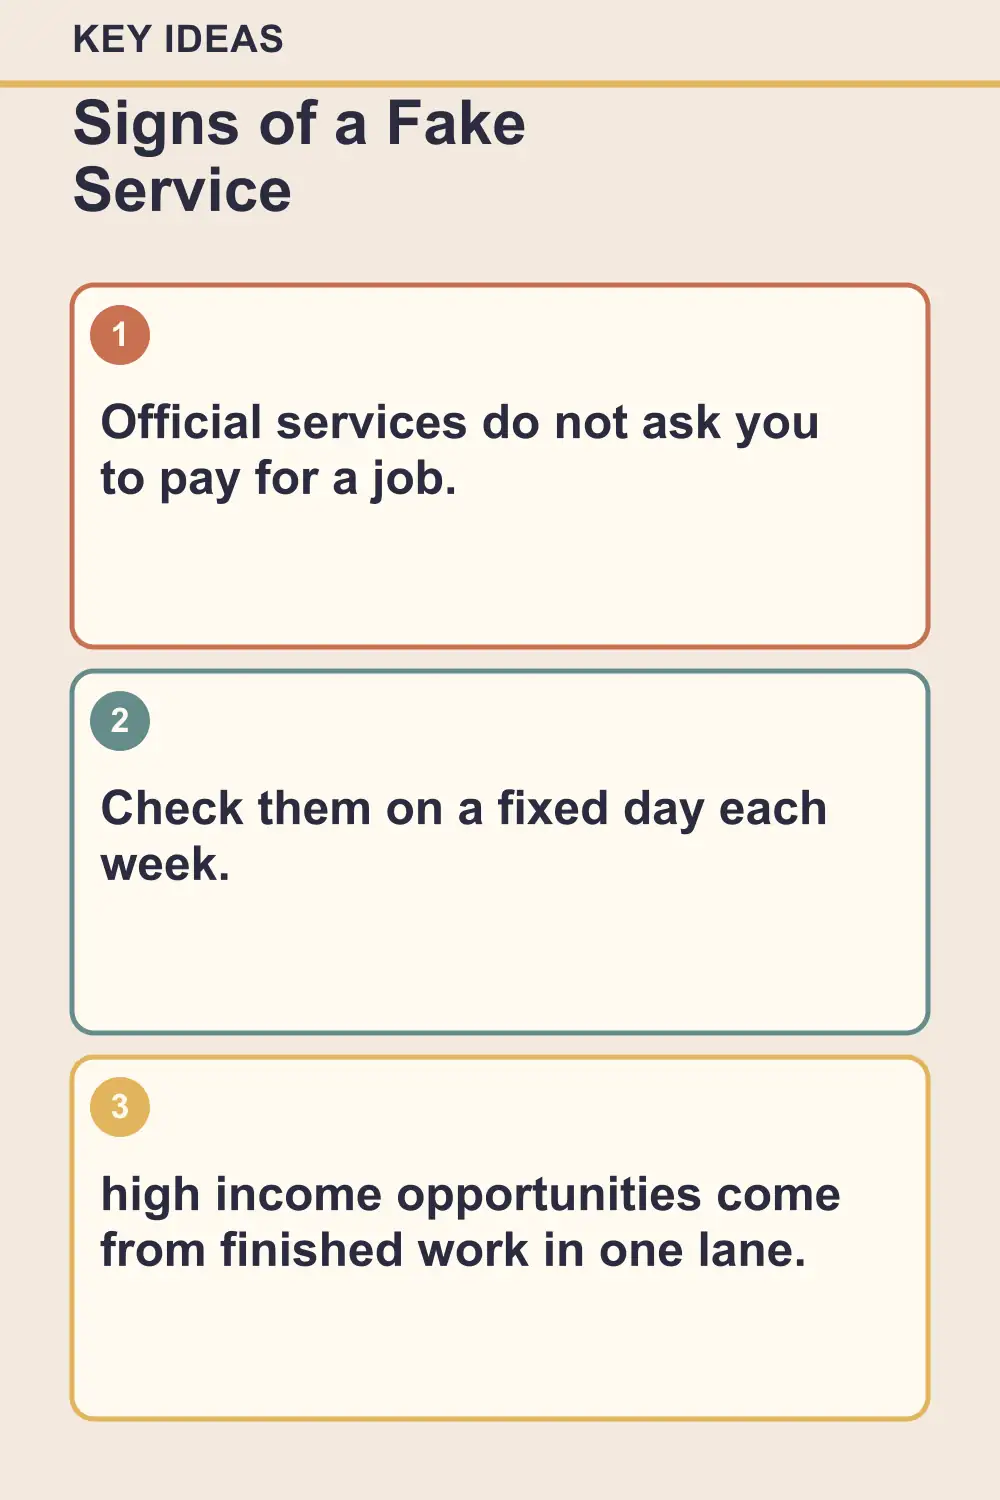 KEY IDEAS
Signs of a Fake
Service
1
Official services do not ask you
to pay for a job.
2
Check them on a fixed day each
week.
3
high income opportunities come
from finished work in one lane.